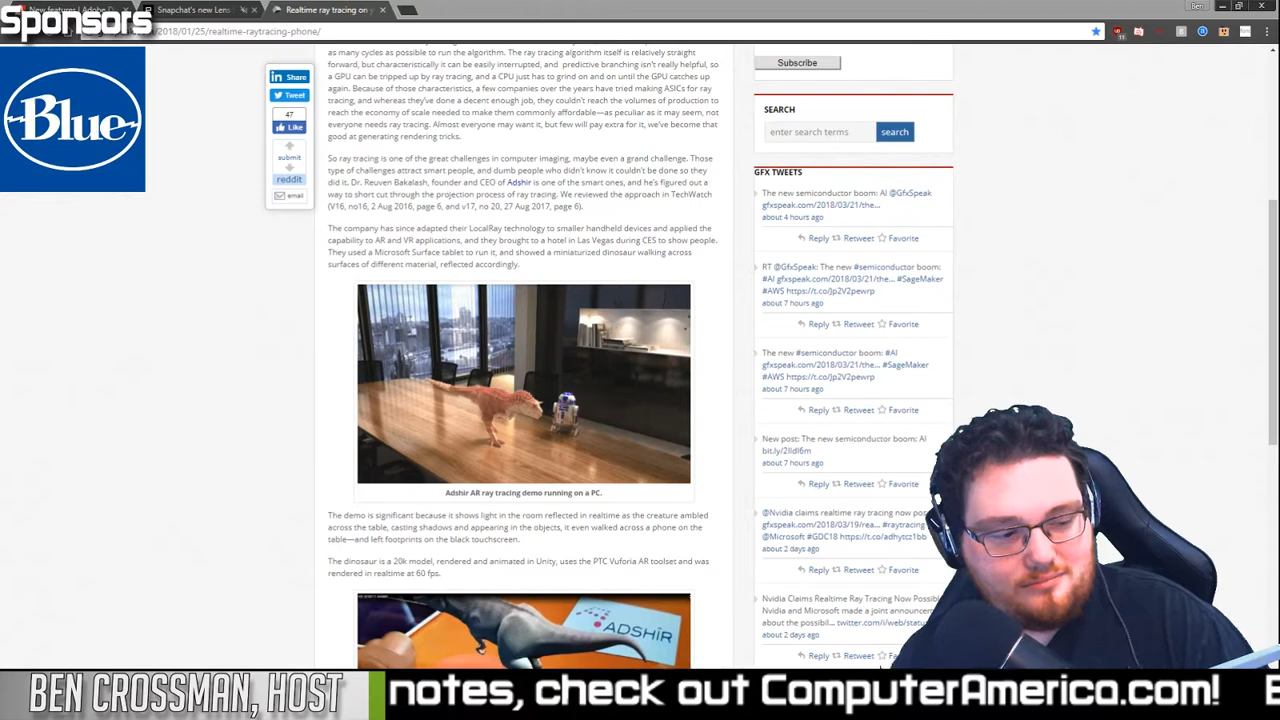 New features | Adobe
Snapchat's new Lens
Realtime ray tracing on
Ben
Sponsors
/2018/01/25/realtime-raytracing-phone/
Blue
Share
Tweet
47
Like
submit
reddit
email
as many cycles as possible to run the algorithm. The ray tracing algorithm itself is relatively straight
forward, but characteristically it can be easily interrupted, and predictive branching isn't really helpful, so
a GPU can be tripped up by ray tracing, and a CPU just has to grind on and on until the GPU catches up
again. Because of those characteristics, a few companies over the years have tried making ASICs for ray
tracing, and whereas they've done a decent enough job, they couldn't reach the volumes of production to
reach the economy of scale needed to make them commonly affordable—as peculiar as it may seem, not
everyone needs ray tracing. Almost everyone may want it, but few will pay extra for it, we've become that
good at generating rendering tricks.
So ray tracing is one of the great challenges in computer imaging, maybe even a grand challenge. Those
type of challenges attract smart people, and dumb people who didn't know it couldn't be done so they
did it. Dr. Reuven Bakalash, founder and CEO of Adshir is one of the smart ones, and he's figured out a
way to short cut through the projection process of ray tracing. We reviewed the approach in TechWatch
(V16, no16, 2 Aug 2016, page 6, and v17, no 20, 27 Aug 2017, page 6).
The company has since adapted their LocalRay technology to smaller handheld devices and applied the
capability to AR and VR applications, and they brought to a hotel in Las Vegas during CES to show people.
They used a Microsoft Surface tablet to run it, and showed a miniaturized dinosaur walking across
surfaces of different material, reflected accordingly.
Adshir AR ray tracing demo running on a PC.
The demo is significant because it shows light in the room reflected in realtime as the creature ambled
across the table, casting shadows and appearing in the objects, it even walked across a phone on the
table—and left footprints on the black touchscreen.
The dinosaur is a 20k model, rendered and animated in Unity, uses the PTC Vuforia AR toolset and was
rendered in realtime at 60 fps.
ADSHIR
Subscribe
SEARCH
enter search terms
search
GFX TWEETS
The new semiconductor boom: AI @GfxSpeak
gfxspeak.com/2018/03/21/the…
about 4 hours ago
Reply Retweet Favorite
RT @GfxSpeak: The new #semiconductor boom:
#AI gfxspeak.com/2018/03/21/the… #SageMaker
#AWS https://t.co/Jp2V2pewrp
about 7 hours ago
Reply Retweet Favorite
The new #semiconductor boom: #AI
gfxspeak.com/2018/03/21/the… #SageMaker
#AWS https://t.co/Jp2V2pewrp
about 7 hours ago
Reply Retweet Favorite
New post: The new semiconductor boom: AI
bit.ly/2IldI6m
about 7 hours ago
Reply Retweet Favorite
@Nvidia claims realtime ray tracing now pos
gfxspeak.com/2018/03/19/rea… #raytracing
@Microsoft #GDC18 https://t.co/adhytcz1bb
about 2 days ago
Reply Retweet Favorite
Nvidia Claims Realtime Ray Tracing Now Possibl
Nvidia and Microsoft made a joint announcem
about the possibil… twitter.com/i/web/statu
about 2 days ago
Reply Retweet
BEN CROSSMAN, HOST
notes, check out ComputerAmerica.com!